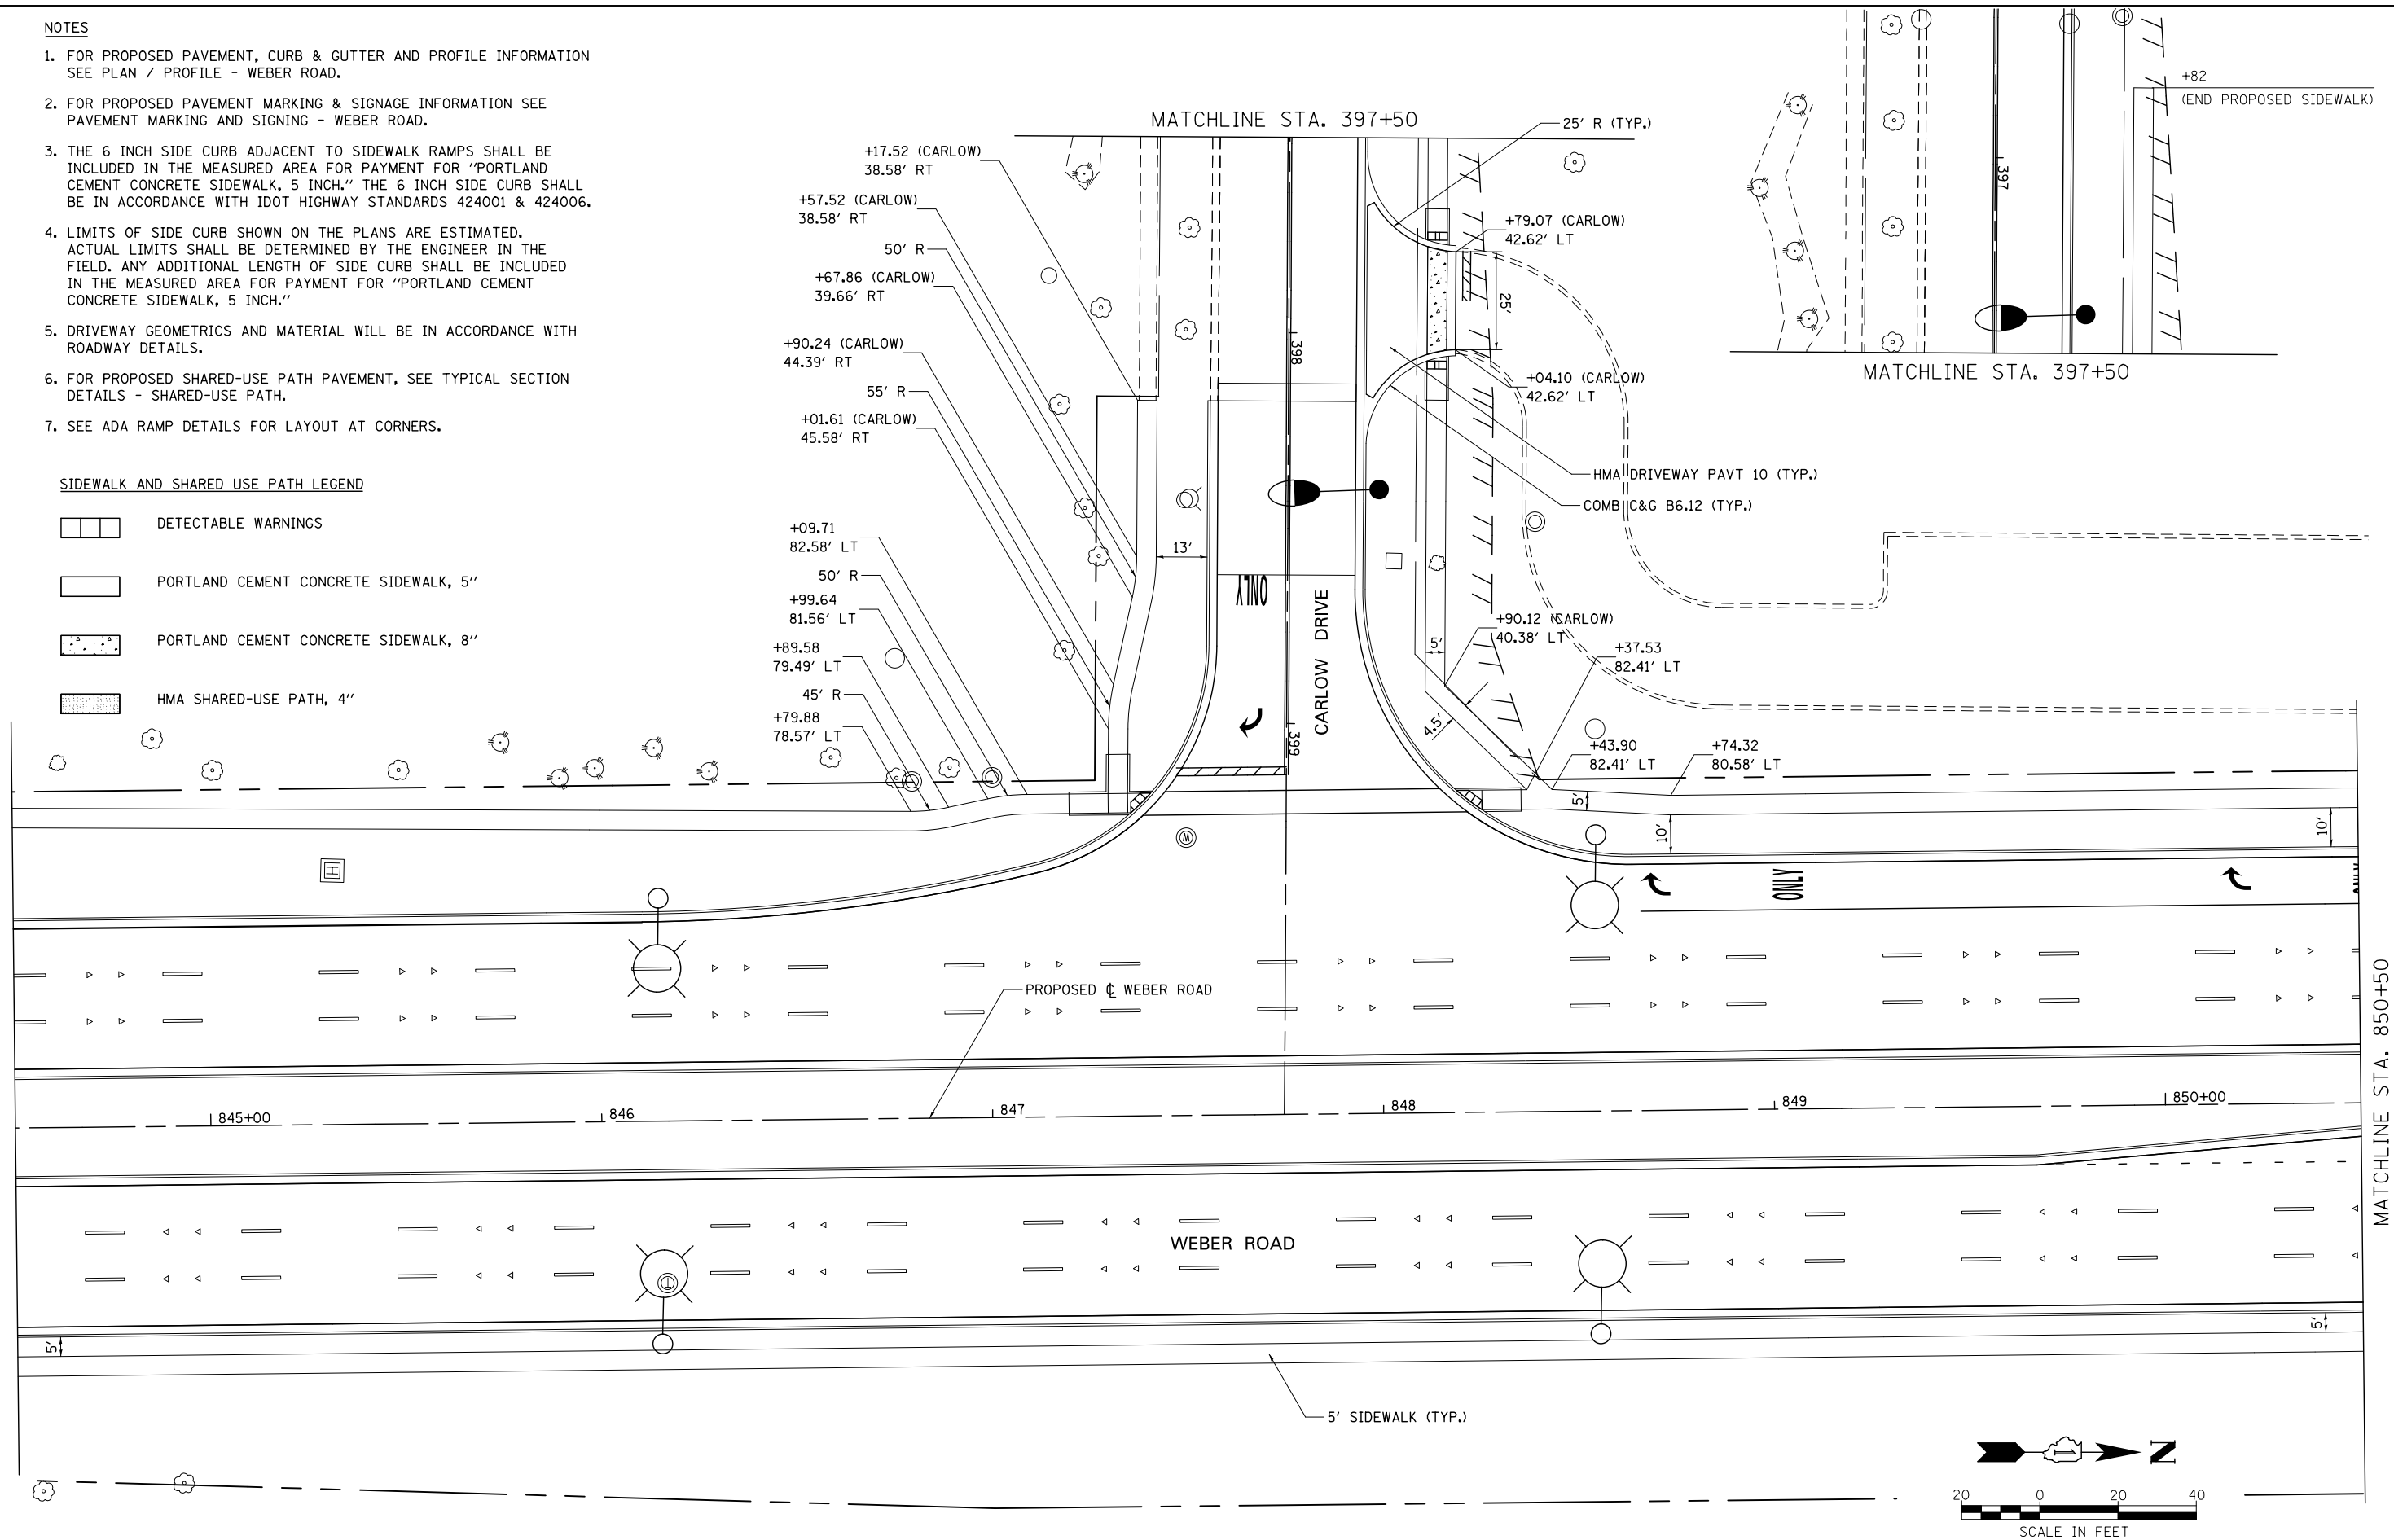 NOTES
1. FOR PROPOSED PAVEMENT, CURB & GUTTER AND PROFILE INFORMATION
SEE PLAN / PROFILE - WEBER ROAD.
2. FOR PROPOSED PAVEMENT MARKING & SIGNAGE INFORMATION SEE
PAVEMENT MARKING AND SIGNING - WEBER ROAD.
3. THE 6 INCH SIDE CURB ADJACENT TO SIDEWALK RAMPS SHALL BE
INCLUDED IN THE MEASURED AREA FOR PAYMENT FOR "PORTLAND
CEMENT CONCRETE SIDEWALK, 5 INCH." THE 6 INCH SIDE CURB SHALL
BE IN ACCORDANCE WITH IDOT HIGHWAY STANDARDS 424001 & 424006.
4. LIMITS OF SIDE CURB SHOWN ON THE PLANS ARE ESTIMATED.
ACTUAL LIMITS SHALL BE DETERMINED BY THE ENGINEER IN THE
FIELD. ANY ADDITIONAL LENGTH OF SIDE CURB SHALL BE INCLUDED
IN THE MEASURED AREA FOR PAYMENT FOR "PORTLAND CEMENT
CONCRETE SIDEWALK, 5 INCH."
5. DRIVEWAY GEOMETRICS AND MATERIAL WILL BE IN ACCORDANCE WITH
ROADWAY DETAILS.
6. FOR PROPOSED SHARED-USE PATH PAVEMENT, SEE TYPICAL SECTION
DETAILS - SHARED-USE PATH.
7. SEE ADA RAMP DETAILS FOR LAYOUT AT CORNERS.
SIDEWALK AND SHARED USE PATH LEGEND
DETECTABLE WARNINGS
PORTLAND CEMENT CONCRETE SIDEWALK, 5"
PORTLAND CEMENT CONCRETE SIDEWALK, 8"
HMA SHARED-USE PATH, 4"
MATCHLINE STA. 397+50
+17.52 (CARLOW)
38.58' RT
+57.52 (CARLOW)
38.58' RT
50' R
+67.86 (CARLOW)
39.66' RT
+90.24 (CARLOW)
44.39' RT
55' R
+01.61 (CARLOW)
45.58' RT
+09.71
82.58' LT
50' R
+99.64
81.56' LT
+89.58
79.49' LT
45' R
+79.88
78.57' LT
25' R (TYP.)
+79.07 (CARLOW)
42.62' LT
25'
+04.10 (CARLOW)
42.62' LT
HMA DRIVEWAY PAVT 10 (TYP.)
COMB C&G B6.12 (TYP.)
398
13'
ONLY
CARLOW DRIVE
399
5'
+90.12 (CARLOW)
40.38' LT
+37.53
82.41' LT
4.5'
+43.90
82.41' LT
+74.32
80.58' LT
5'
10'
10'
+82
(END PROPOSED SIDEWALK)
397
MATCHLINE STA. 397+50
H
W
ONLY
PROPOSED ℄ WEBER ROAD
845+00
846
847
848
849
850+00
MATCHLINE STA. 850+50
WEBER ROAD
5'
5'
5' SIDEWALK (TYP.)
N
20 0 20 40
SCALE IN FEET